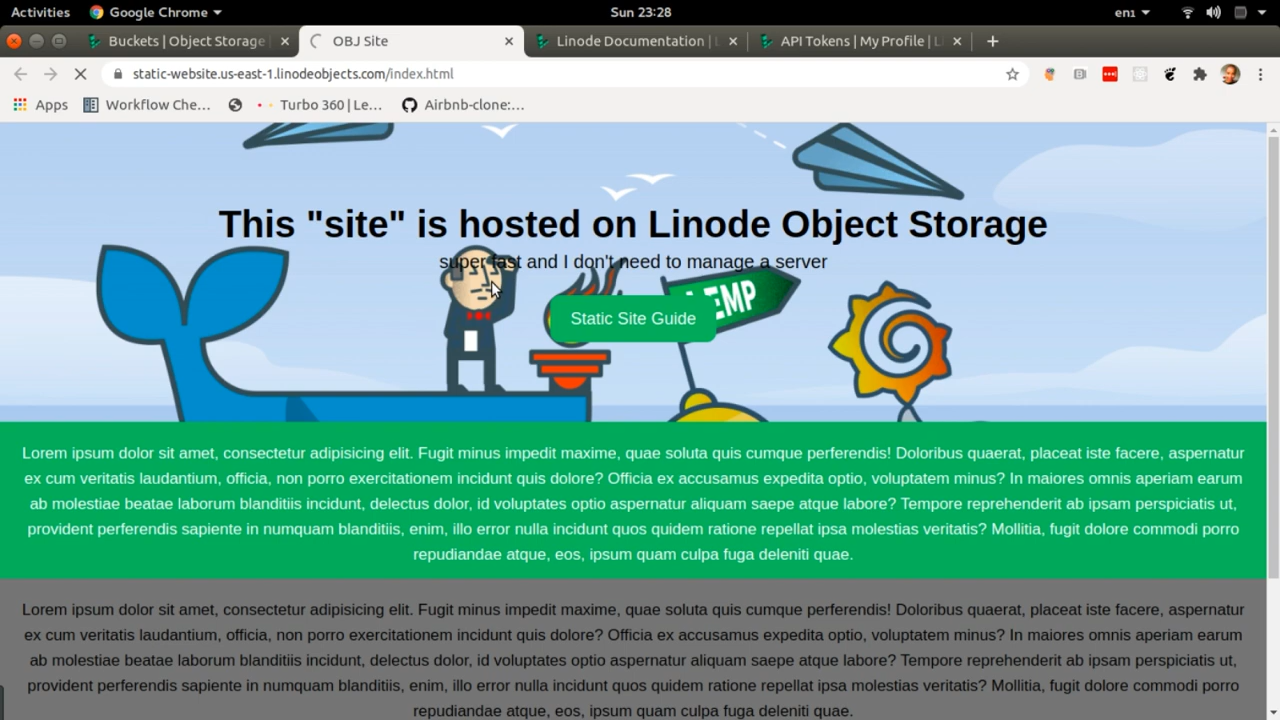 Activities Google Chrome Sun 23:28 en1
Buckets | Object Storage OBJ Site Linode Documentation | API Tokens | My Profile |
static-website.us-east-1.linodeobjects.com/index.html
Apps Workflow Che... Turbo 360 | Le... Airbnb-clone:...
This "site" is hosted on Linode Object Storage
super fast and I don't need to manage a server
LEMP
Static Site Guide
Lorem ipsum dolor sit amet, consectetur adipisicing elit. Fugit minus impedit maxime, quae soluta quis cumque perferendis! Doloribus quaerat, placeat iste facere, aspernatur
ex cum veritatis laudantium, officia, non porro exercitationem incidunt quis dolore? Officia ex accusamus expedita optio, voluptatem minus? In maiores omnis aperiam earum
ab molestiae beatae laborum blanditiis incidunt, delectus dolor, id voluptates optio aspernatur aliquam saepe atque labore? Tempore reprehenderit ab ipsam perspiciatis ut,
provident perferendis sapiente in numquam blanditiis, enim, illo error nulla incidunt quos quidem ratione repellat ipsa molestias veritatis? Mollitia, fugit dolore commodi porro
repudiandae atque, eos, ipsum quam culpa fuga deleniti quae.
Lorem ipsum dolor sit amet, consectetur adipisicing elit. Fugit minus impedit maxime, quae soluta quis cumque perferendis! Doloribus quaerat, placeat iste facere, aspernatur
ex cum veritatis laudantium, officia, non porro exercitationem incidunt quis dolore? Officia ex accusamus expedita optio, voluptatem minus? In maiores omnis aperiam earum
ab molestiae beatae laborum blanditiis incidunt, delectus dolor, id voluptates optio aspernatur aliquam saepe atque labore? Tempore reprehenderit ab ipsam perspiciatis ut,
provident perferendis sapiente in numquam blanditiis, enim, illo error nulla incidunt quos quidem ratione repellat ipsa molestias veritatis? Mollitia, fugit dolore commodi porro
repudiandae atque, eos, ipsum quam culpa fuga deleniti quae.